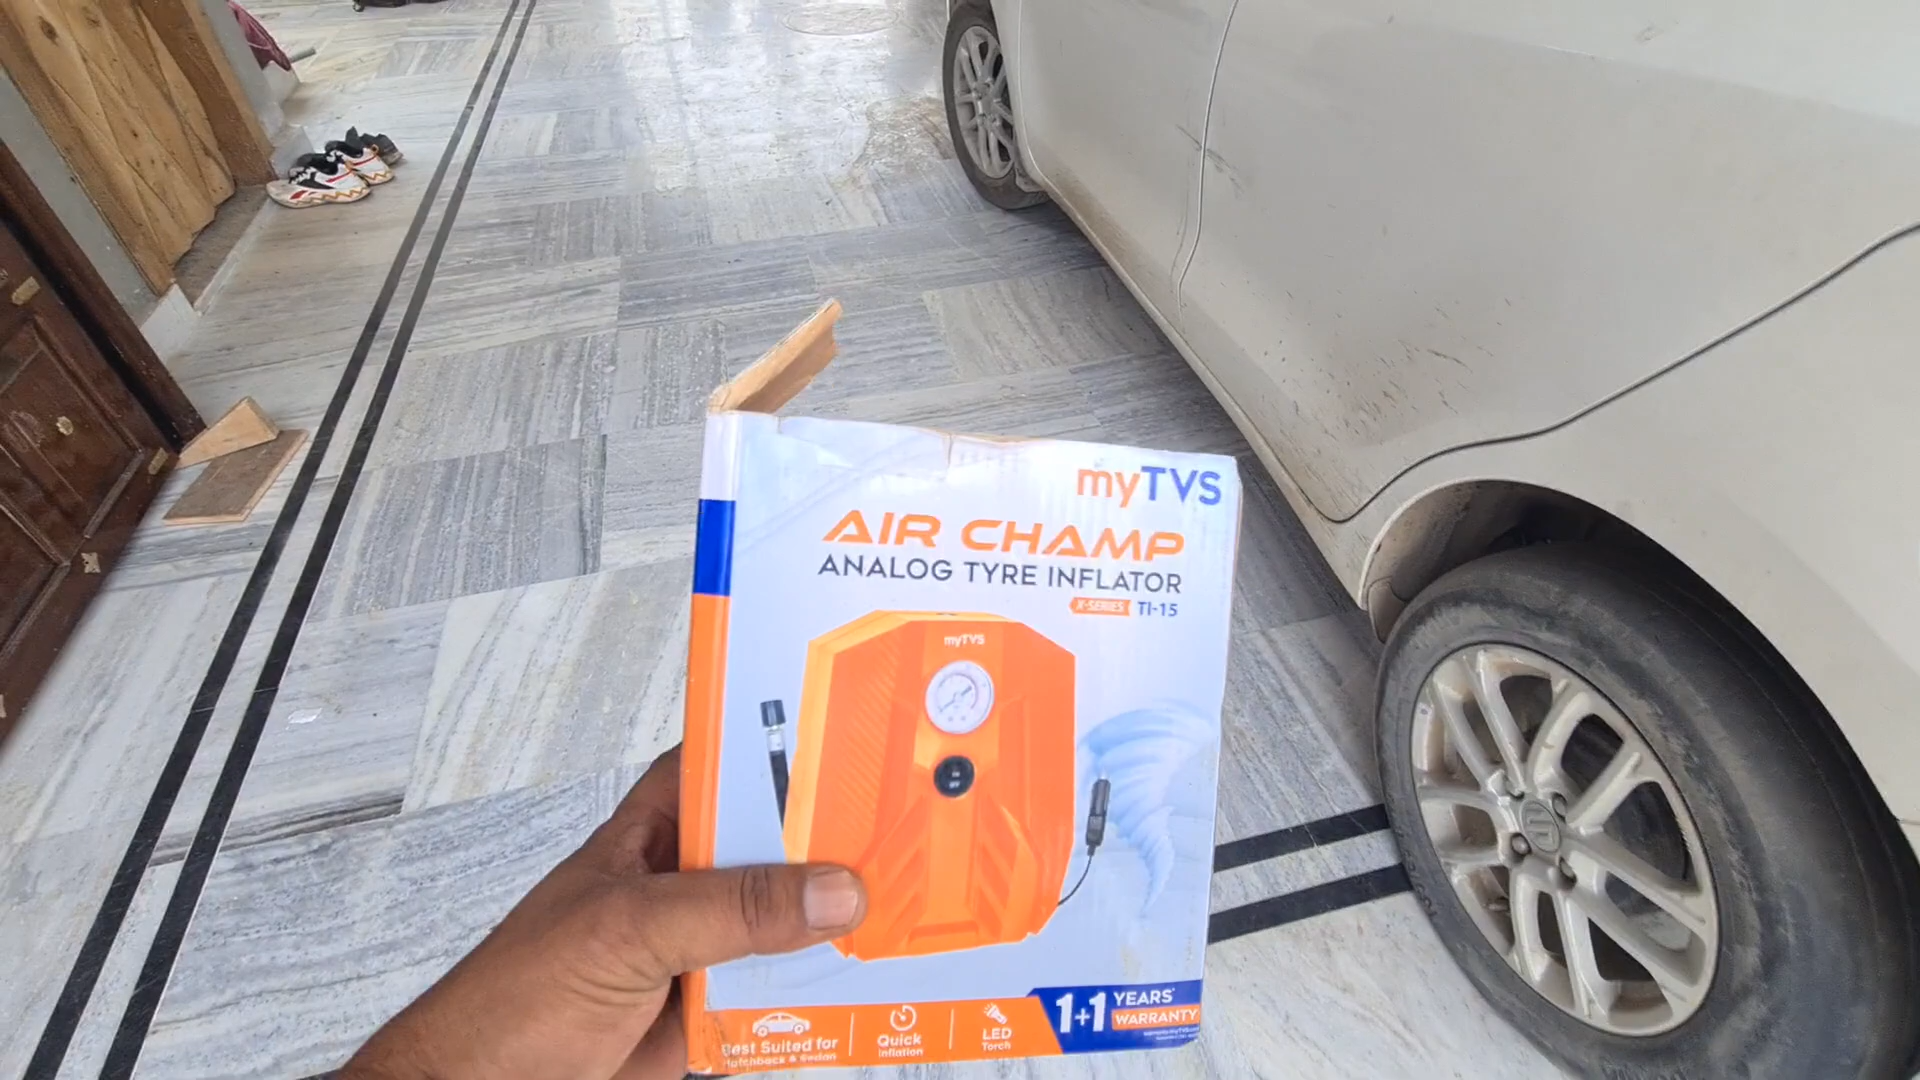 myTVS
AIR CHAMP
ANALOG TYRE INFLATOR
X-SERIES TI-15
myTVS
Best Suited for
Hatchback & Sedan
Quick
Inflation
LED
Torch
1+1 YEARS*
WARRANTY